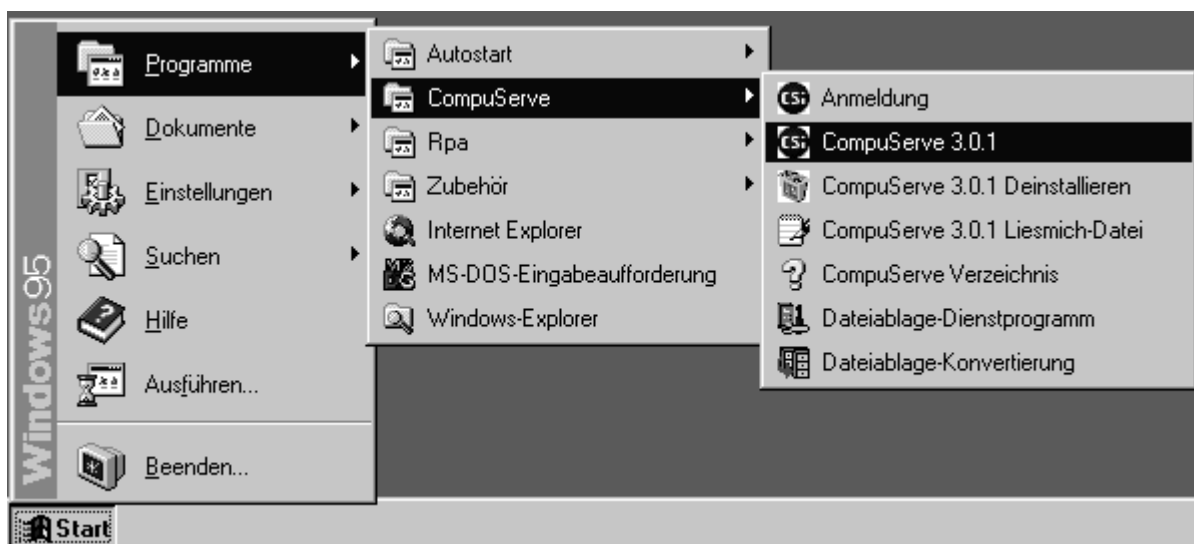 Windows95
Programme
Dokumente
Einstellungen
Suchen
Hilfe
Ausführen...
Beenden...
Start
Autostart
CompuServe
Rpa
Zubehör
Internet Explorer
MS-DOS-Eingabeaufforderung
Windows-Explorer
CSi Anmeldung
CSi CompuServe 3.0.1
CompuServe 3.0.1 Deinstallieren
CompuServe 3.0.1 Liesmich-Datei
CompuServe Verzeichnis
Dateiablage-Dienstprogramm
Dateiablage-Konvertierung